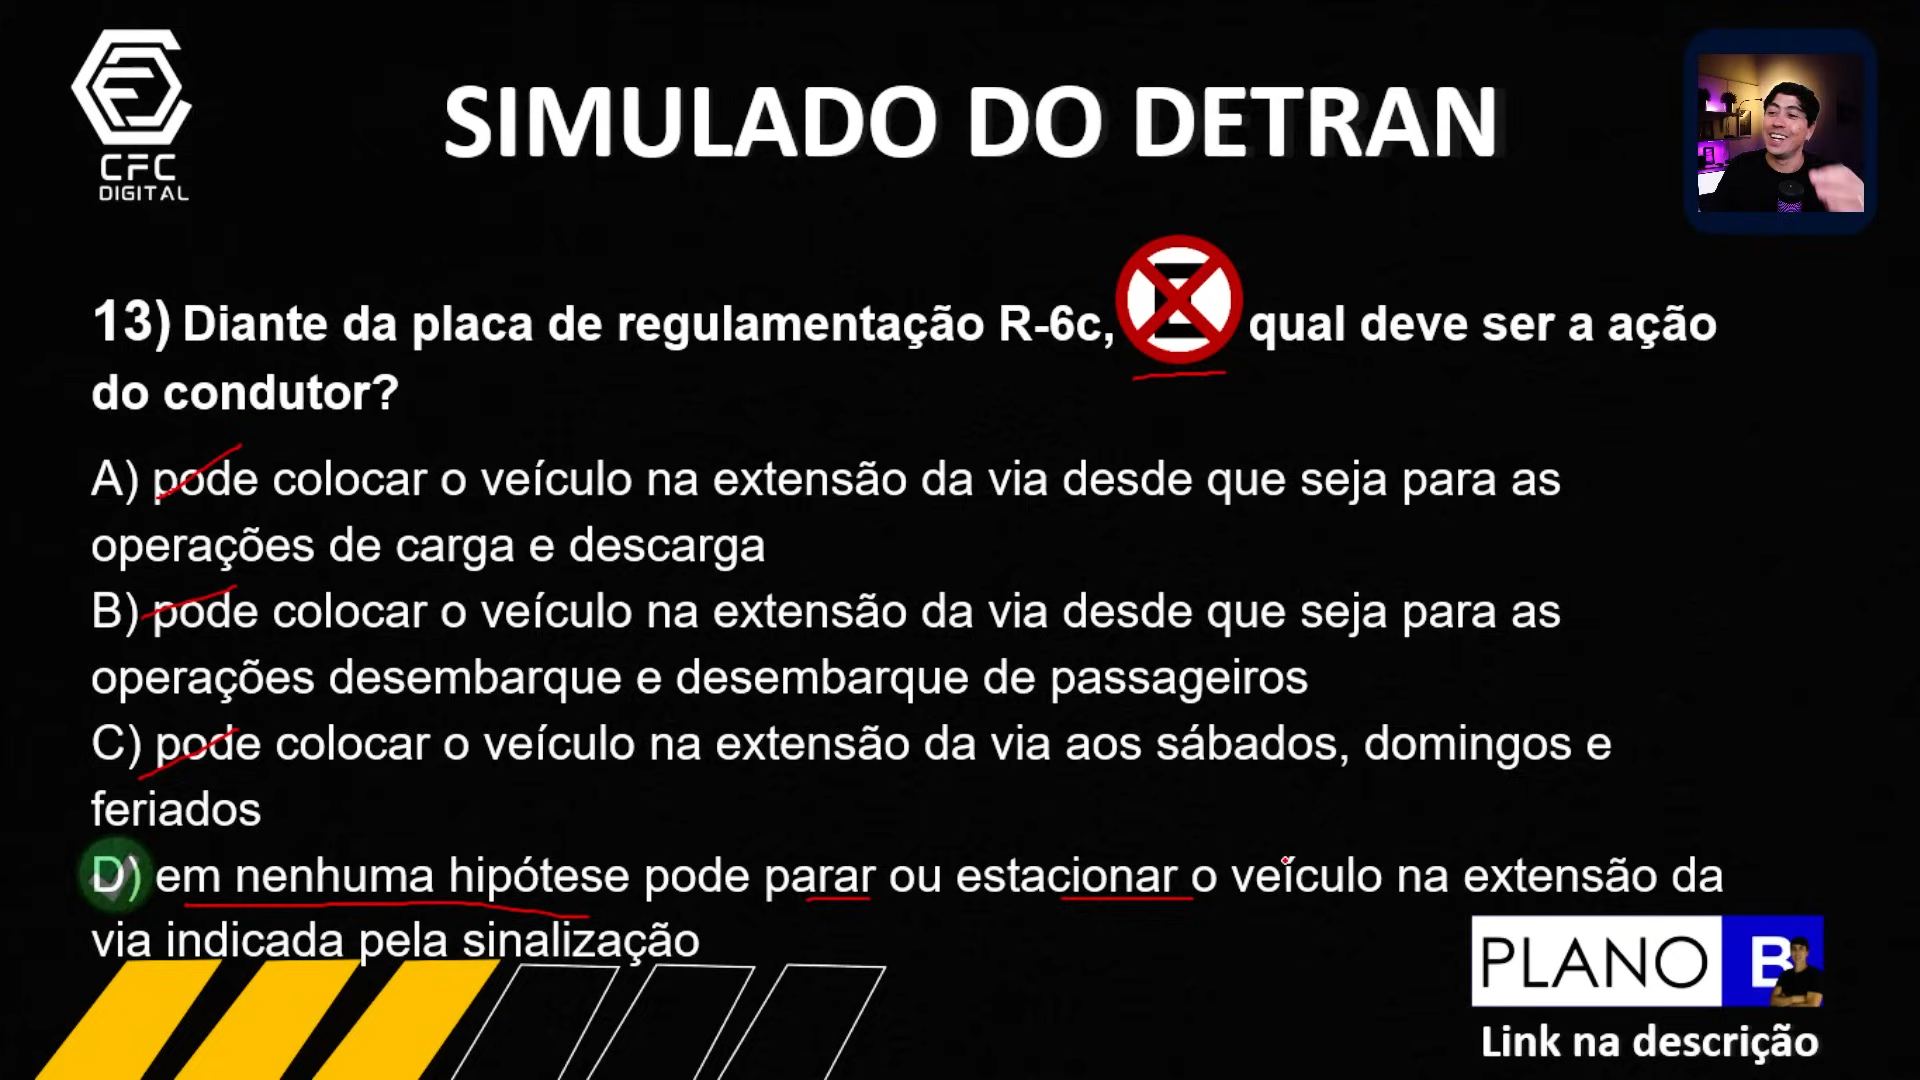 CFC
DIGITAL
SIMULADO DO DETRAN
13) Diante da placa de regulamentação R-6c, E qual deve ser a ação
do condutor?
A) pode colocar o veículo na extensão da via desde que seja para as
operações de carga e descarga
B) pode colocar o veículo na extensão da via desde que seja para as
operações desembarque e desembarque de passageiros
C) pode colocar o veículo na extensão da via aos sábados, domingos e
feriados
D) em nenhuma hipótese pode parar ou estacionar o veículo na extensão da
via indicada pela sinalização
PLANO B
Link na descrição